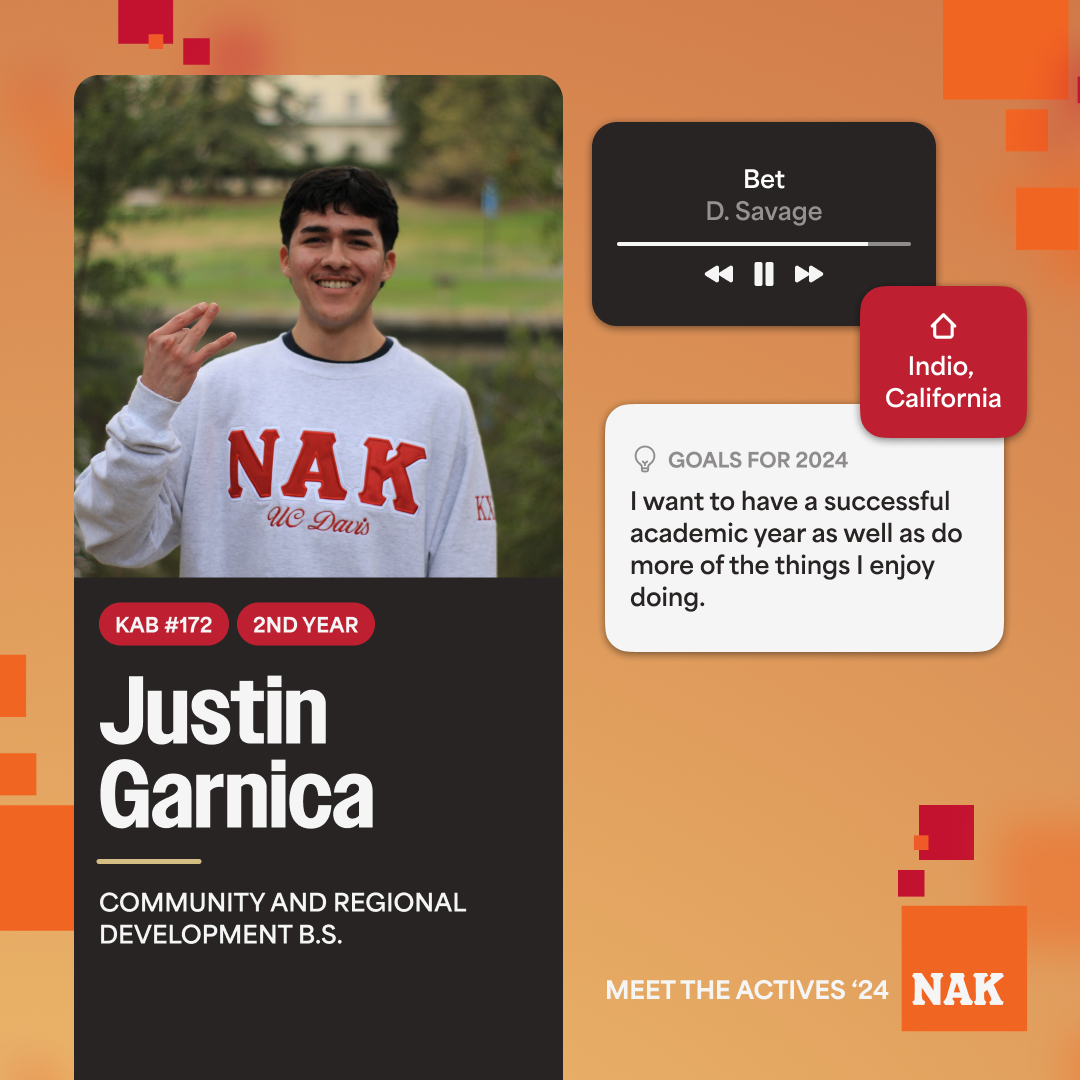 NAK
UC Davis
KAB #172
2ND YEAR
Justin
Garnica
COMMUNITY AND REGIONAL
DEVELOPMENT B.S.
Bet
D. Savage
Indio,
California
GOALS FOR 2024
I want to have a successful
academic year as well as do
more of the things I enjoy
doing.
MEET THE ACTIVES ‘24
NAK